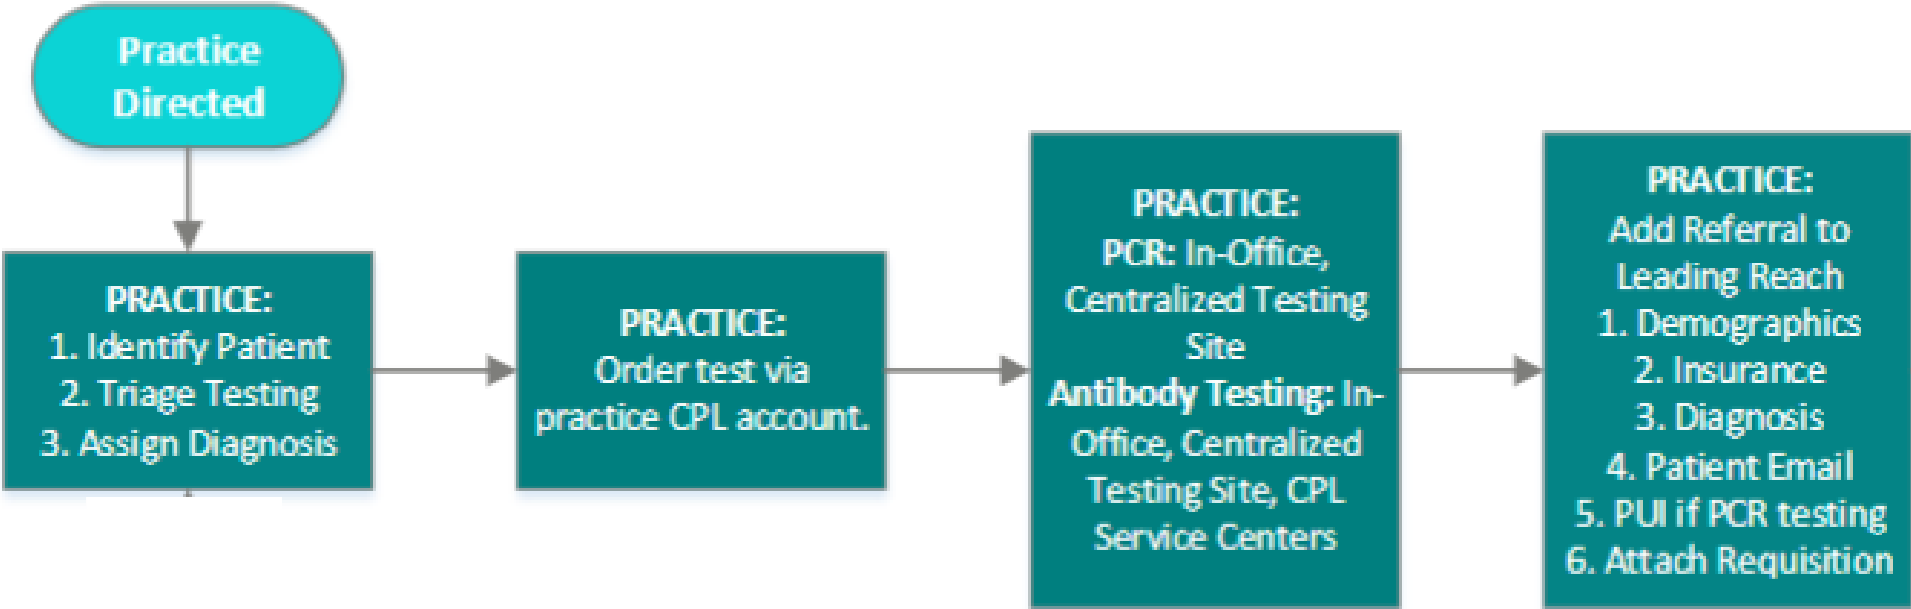 Practice
Directed
PRACTICE:
1. Identify Patient
2. Triage Testing
3. Assign Diagnosis
PRACTICE:
Order test via
practice CPL account.
PRACTICE:
PCR: In-Office,
Centralized Testing
Site
Antibody Testing: In-
Office, Centralized
Testing Site, CPL
Service Centers
PRACTICE:
Add Referral to
Leading Reach
1. Demographics
2. Insurance
3. Diagnosis
4. Patient Email
5. PUI if PCR testing
6. Attach Requisition